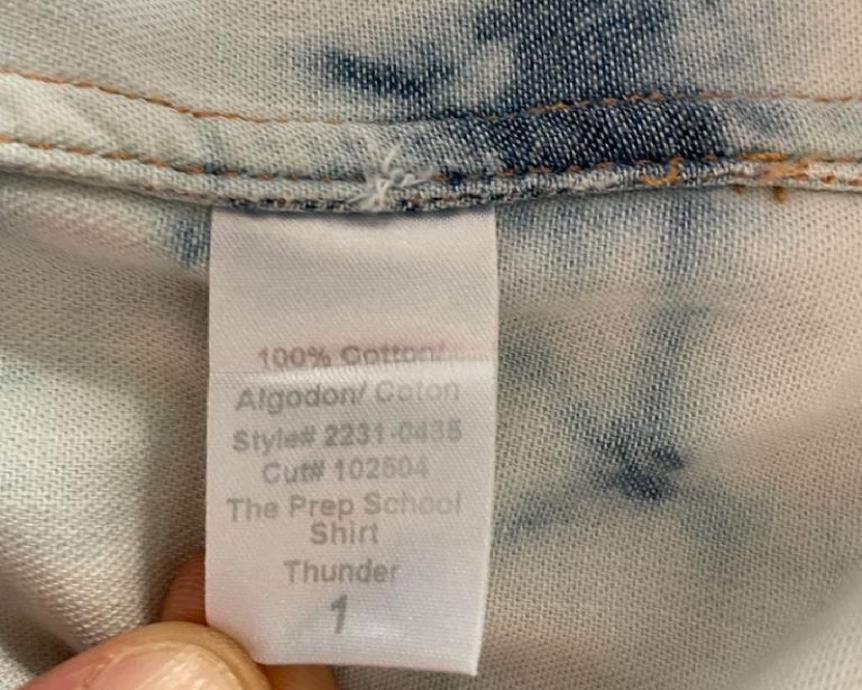 100% Cotton/
Algodon/ Coton
Style# 2231-0435
Cut# 102504
The Prep School
Shirt
Thunder
1